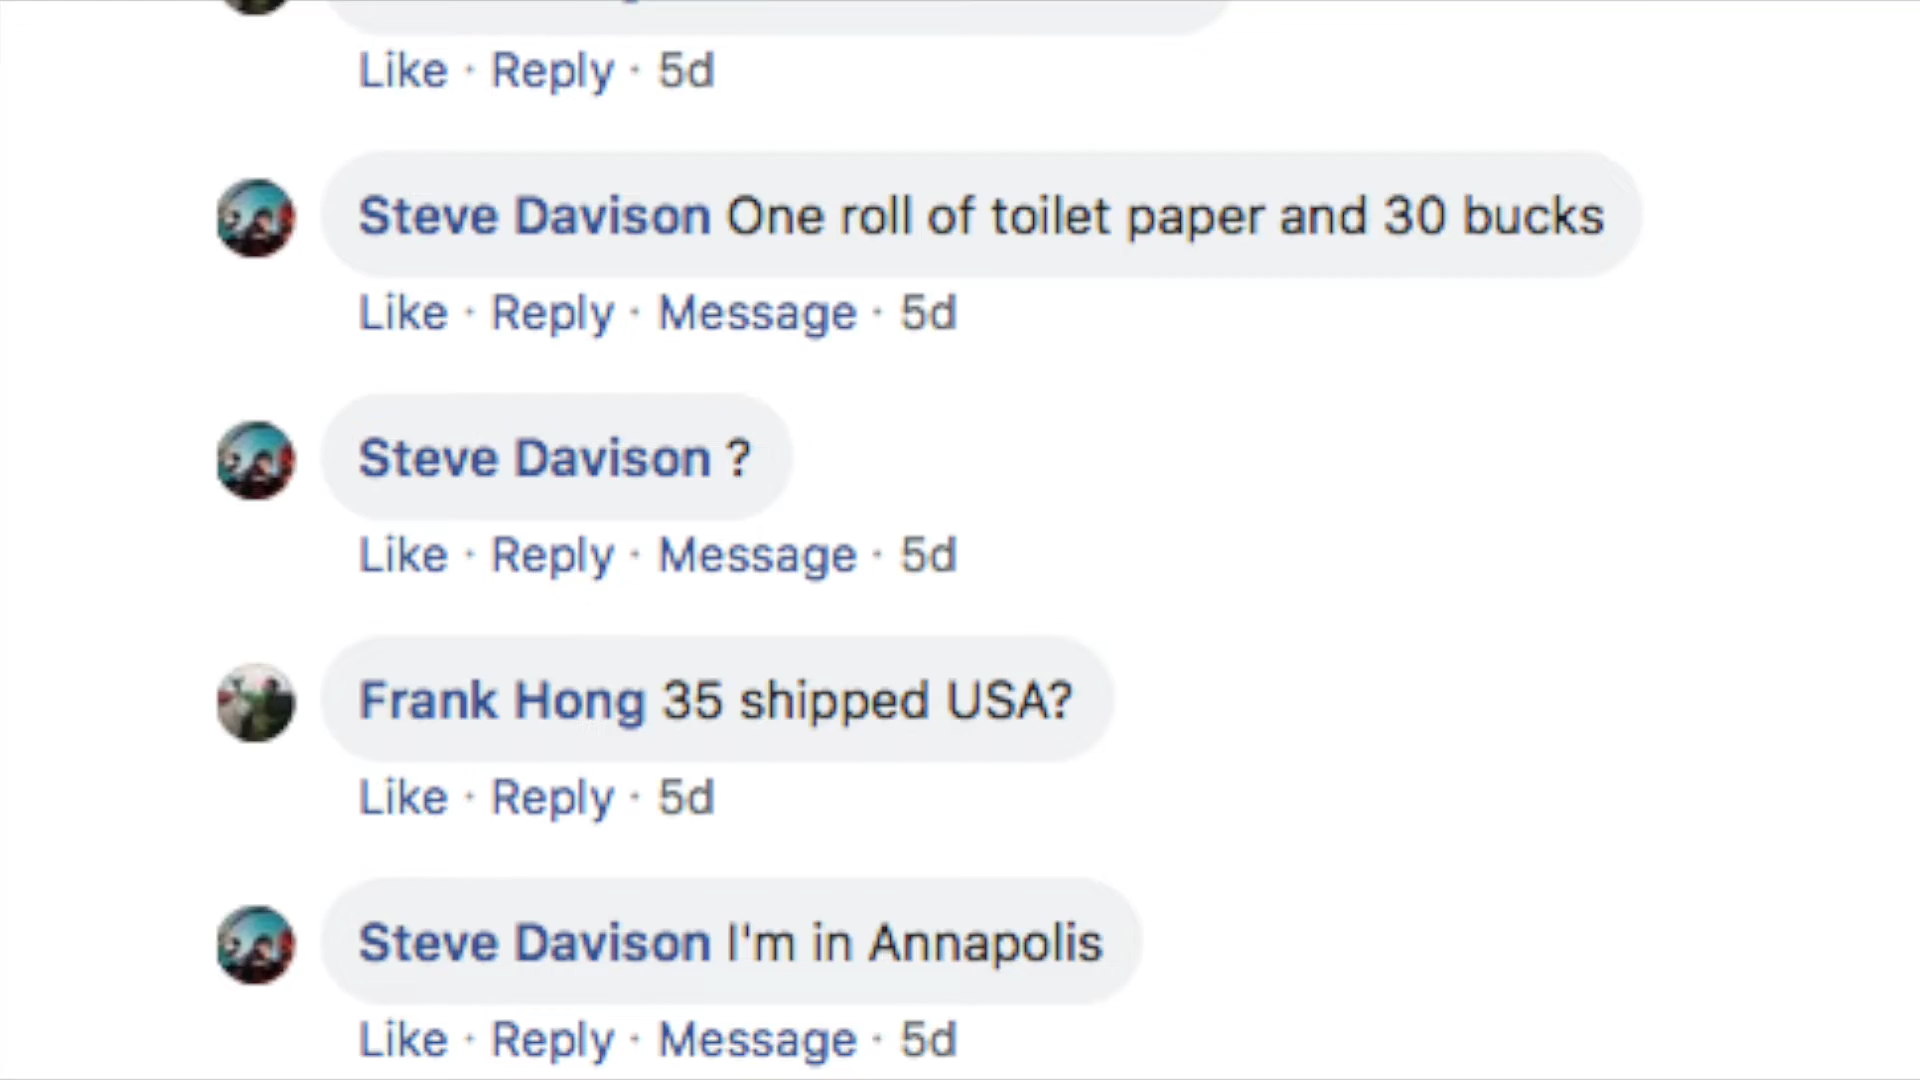 Like · Reply · 5d
Steve Davison One roll of toilet paper and 30 bucks
Like · Reply · Message · 5d
Steve Davison ?
Like · Reply · Message · 5d
Frank Hong 35 shipped USA?
Like · Reply · 5d
Steve Davison I'm in Annapolis
Like · Reply · Message · 5d